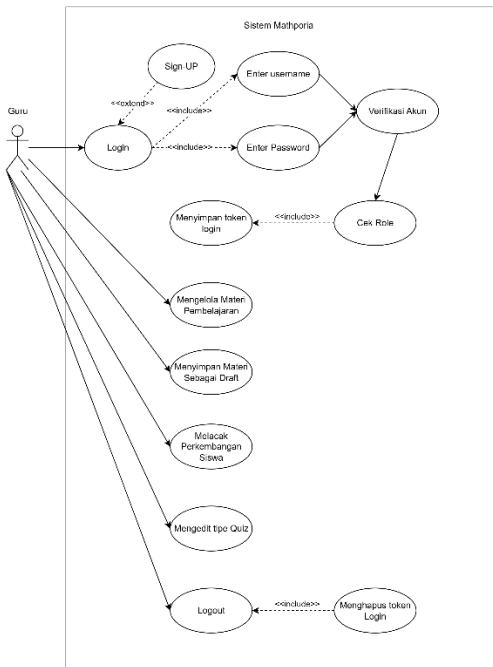 Sistem Mathporia
Sign-UP
Enter username
Guru
<<extend>>
<<include>>
Verifikasi Akun
Login
<<include>>
Enter Password
Menyimpan token
login
<<include>>
Cek Role
Mengelola Materi
Pembelajaran
Menyimpan Materi
Sebagai Draft
Melacak
Perkembangan
Siswa
Mengedit tipe Quiz
Logout
<<include>>
Menghapus token
Login